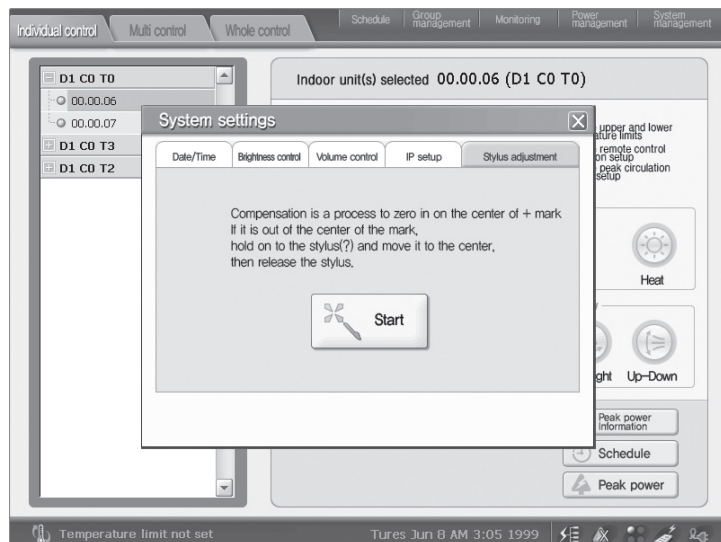 Individual control
Multi control
Whole control
Schedule
Group
management
Monitoring
Power
management
System
management
D1 C0 T0
00.00.06
00.00.07
D1 C0 T3
D1 C0 T2
Indoor unit(s) selected 00.00.06 (D1 C0 T0)
upper and lower
ature limits
remote control
on setup
peak circulation
setup
System settings
Date/Time
Brightness control
Volume control
IP setup
Stylus adjustment
Compensation is a process to zero in on the center of + mark
If it is out of the center of the mark,
hold on to the stylus(?) and move it to the center,
then release the stylus.
Start
Heat
ght
Up-Down
Peak power
Information
Schedule
Peak power
Temperature limit not set
Tures Jun 8 AM 3:05 1999